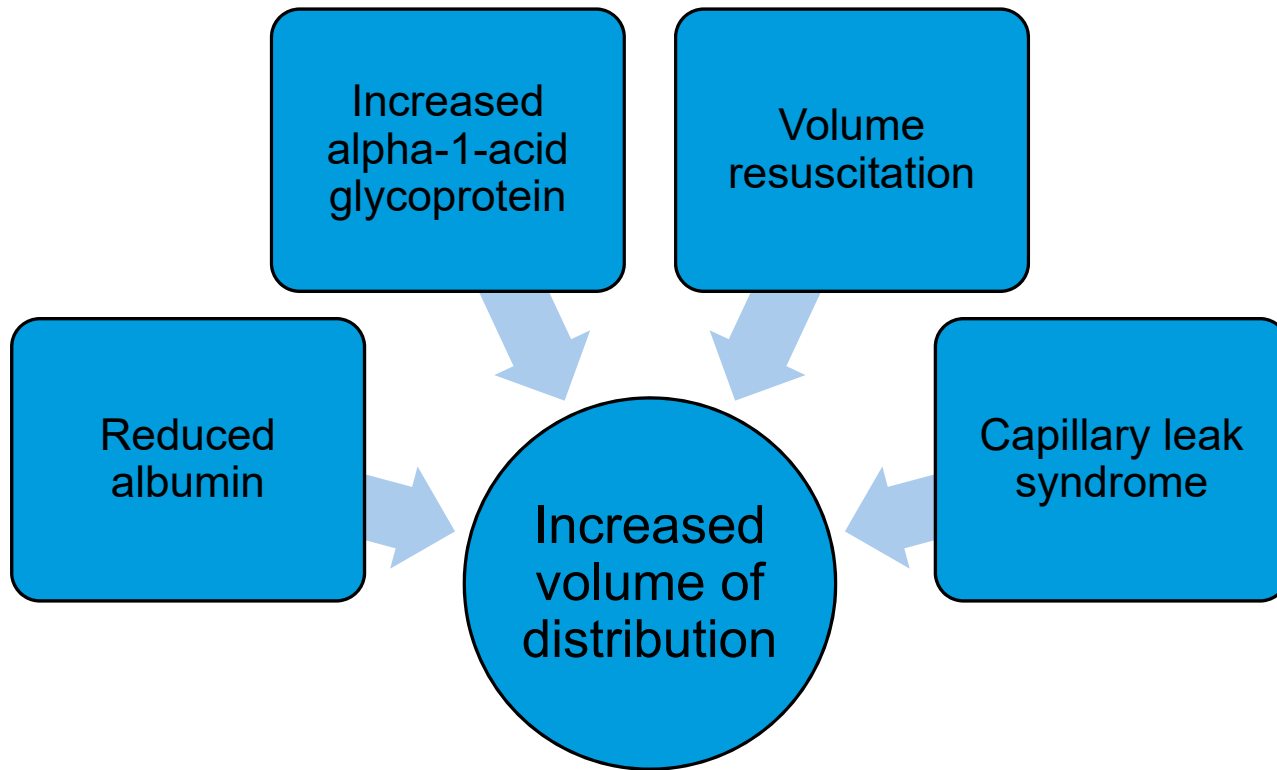 Increased
alpha-1-acid
glycoprotein
Volume
resuscitation
Reduced
albumin
Capillary leak
syndrome
Increased
volume of
distribution